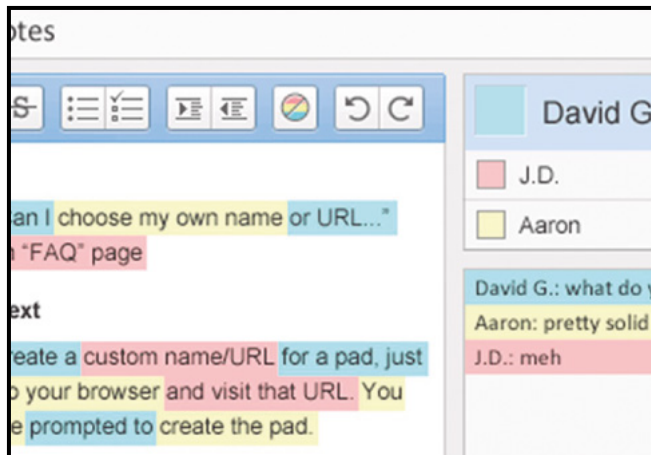 otes
S
David G
J.D.
Aaron
an I choose my own name or URL...”
“FAQ” page
ext
reate a custom name/URL for a pad, just
o your browser and visit that URL. You
e prompted to create the pad.
David G.: what do y
Aaron: pretty solid
J.D.: meh